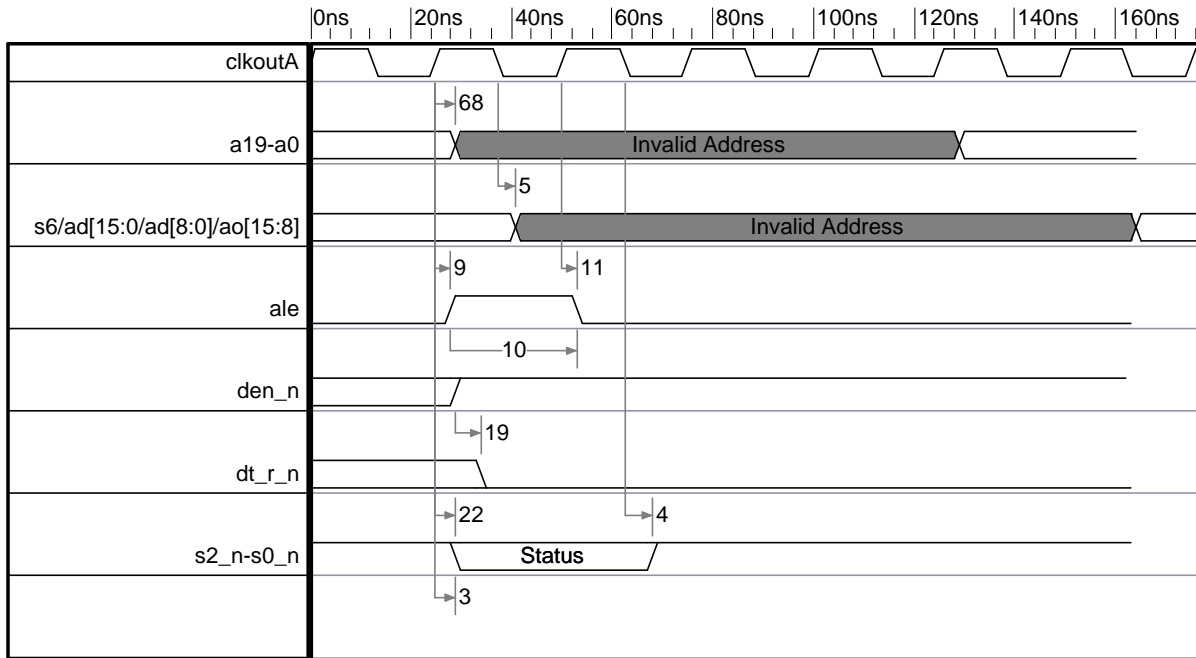 0ns 20ns 40ns 60ns 80ns 100ns 120ns 140ns 160ns
clkoutA
68
a19-a0 Invalid Address
5
s6/ad[15:0/ad[8:0]/ao[15:8] Invalid Address
9 11
ale
10
den_n
19
dt_r_n
22 4
s2_n-s0_n Status
3